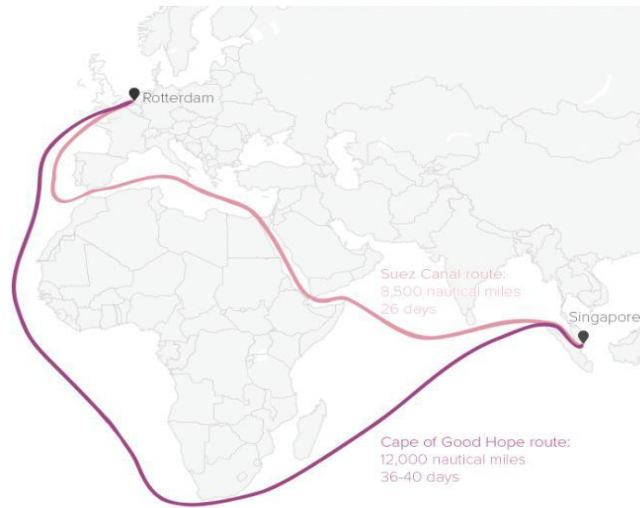 Rotterdam
Suez Canal route:
8,500 nautical miles
26 days
Singapore
Cape of Good Hope route:
12,000 nautical miles
36-40 days